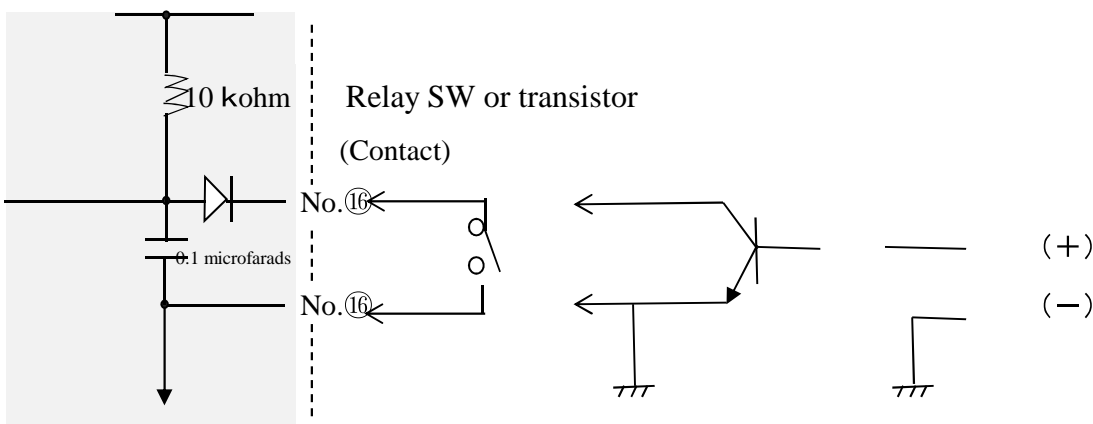 10 kohm
Relay SW or transistor
(Contact)
No.⑯
0.1 microfarads
(+)
No.⑯
(-)